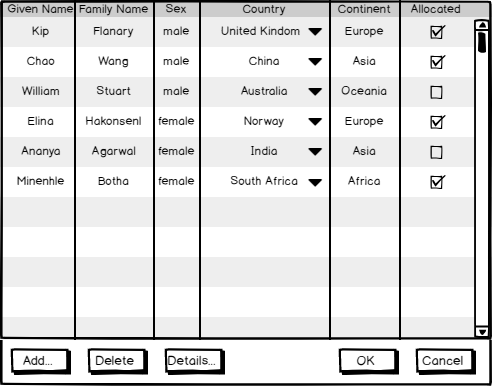 Given Name Family Name Sex Country Continent Allocated
Kip Flanary male United Kindom Europe
Chao Wang male China Asia
William Stuart male Australia Oceania
Elina Hakonsenl female Norway Europe
Ananya Agarwal female India Asia
Minenhle Botha female South Africa Africa
Add... Delete Details... OK Cancel